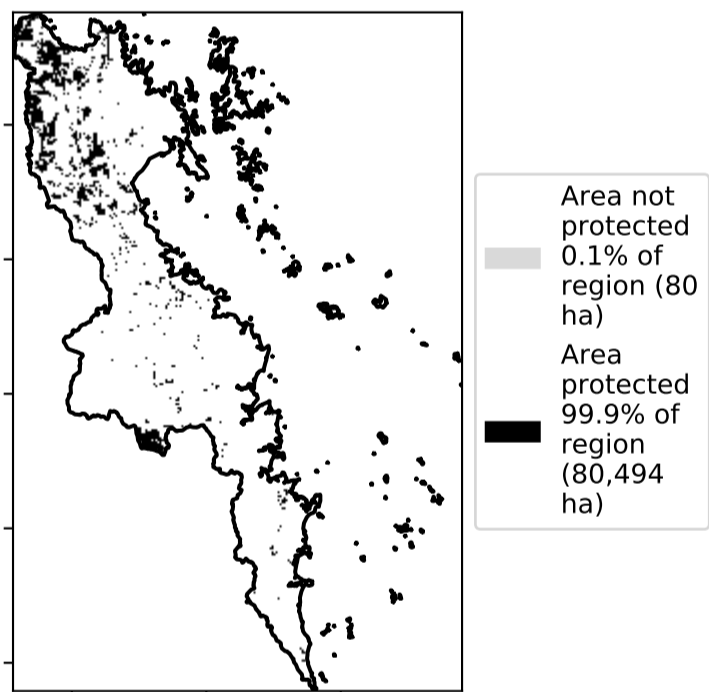 Area not
protected
0.1% of
region (80
ha)
Area
protected
99.9% of
region
(80,494
ha)